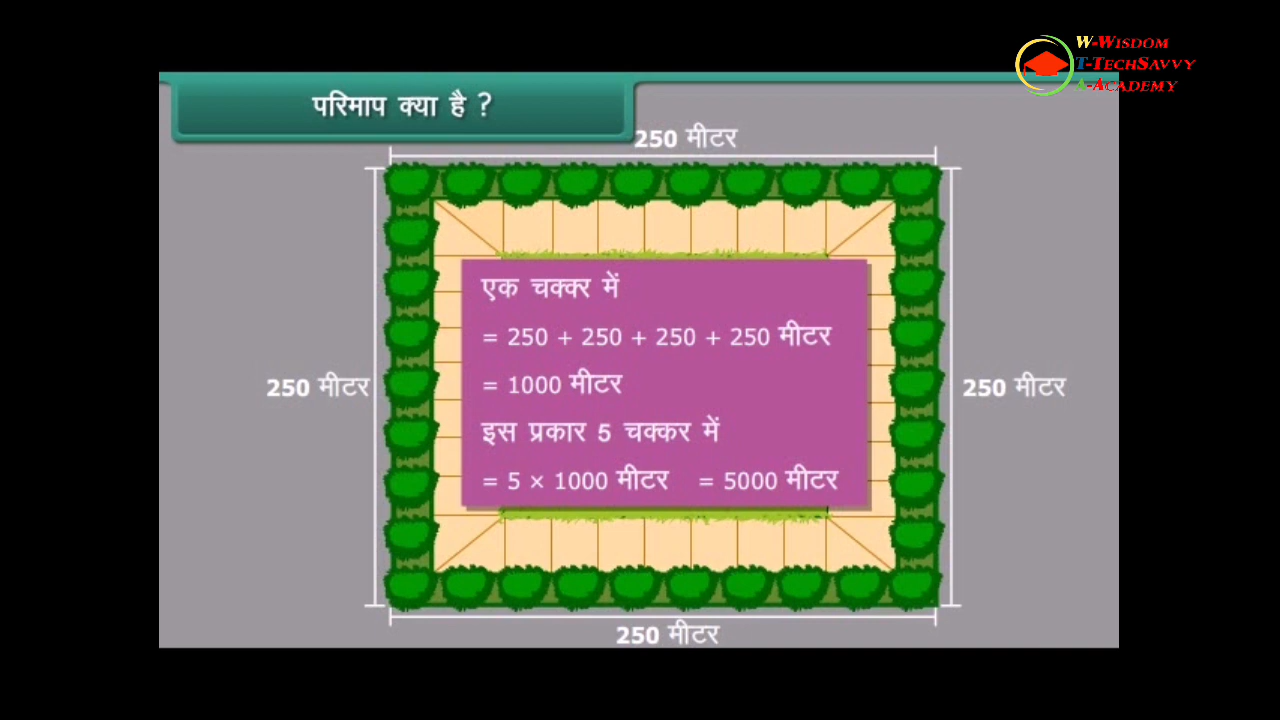 W-Wisdom
T-TechSavvy
A-Academy
परिमाप क्या है ?
250 मीटर
एक चक्कर में
= 250 + 250 + 250 + 250 मीटर
= 1000 मीटर
250 मीटर
250 मीटर
इस प्रकार 5 चक्कर में
= 5 × 1000 मीटर = 5000 मीटर
250 मीटर